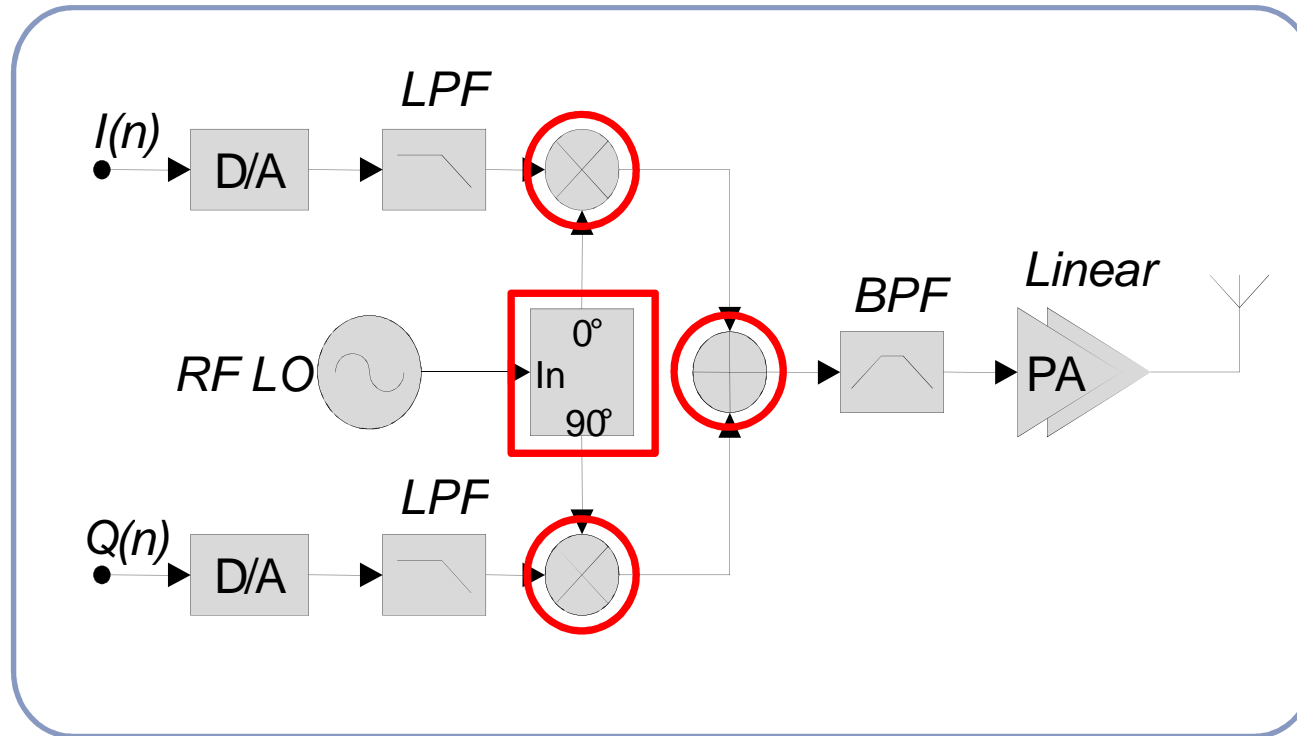 LPF
I(n)
D/A
Linear
BPF
0°
RF LO
In
PA
90°
LPF
Q(n)
D/A